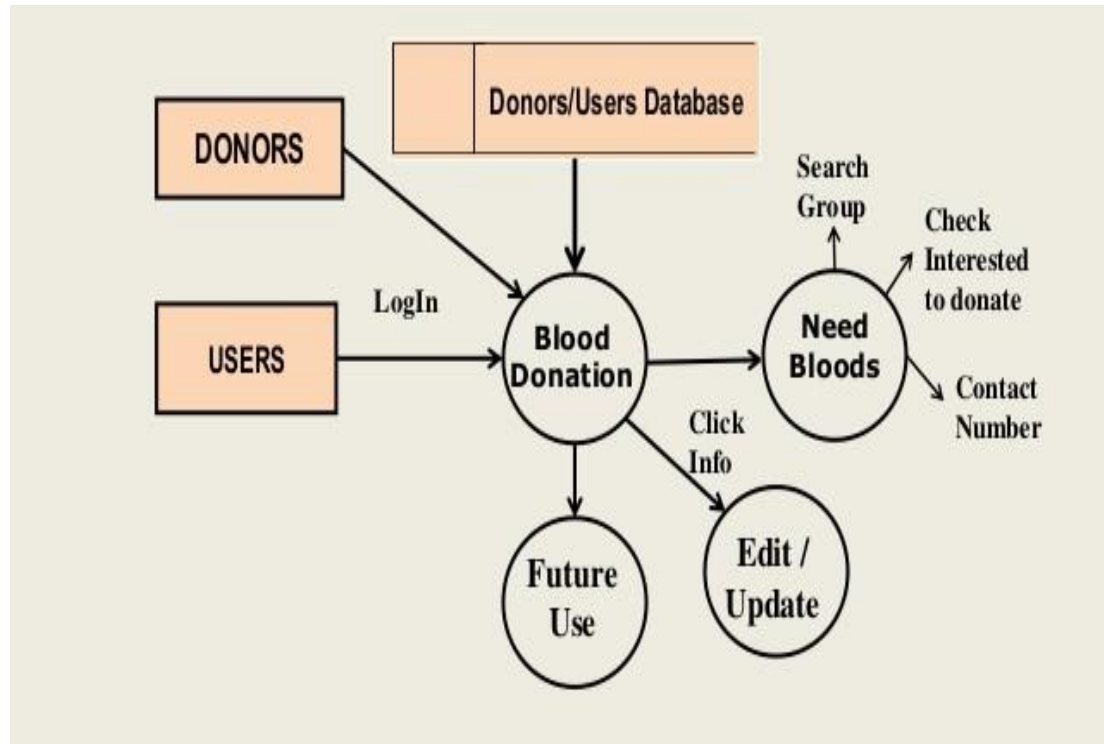 Donors/Users Database
DONORS
Search
Group
Check
Interested
to donate
LogIn
USERS
Blood
Donation
Need
Bloods
Contact
Number
Click
Info
Future
Use
Edit /
Update